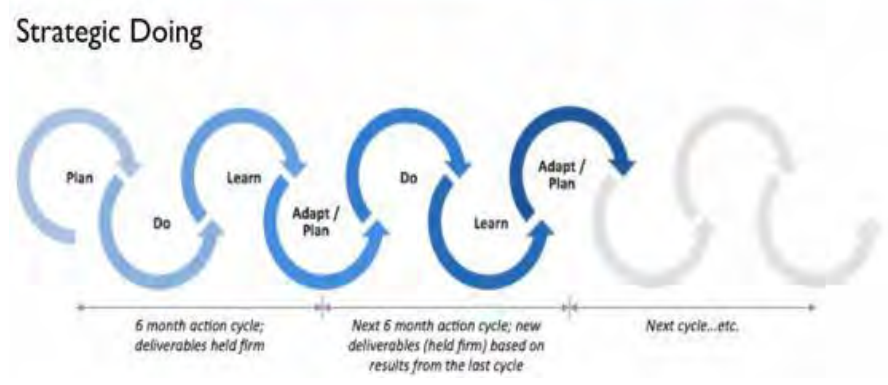 Strategic Doing
Plan
Do
Learn
Adapt /
Plan
Do
Learn
Adapt /
Plan
6 month action cycle;
deliverables held firm
Next 6 month action cycle; new
deliverables (held firm) based on
results from the last cycle
Next cycle...etc.